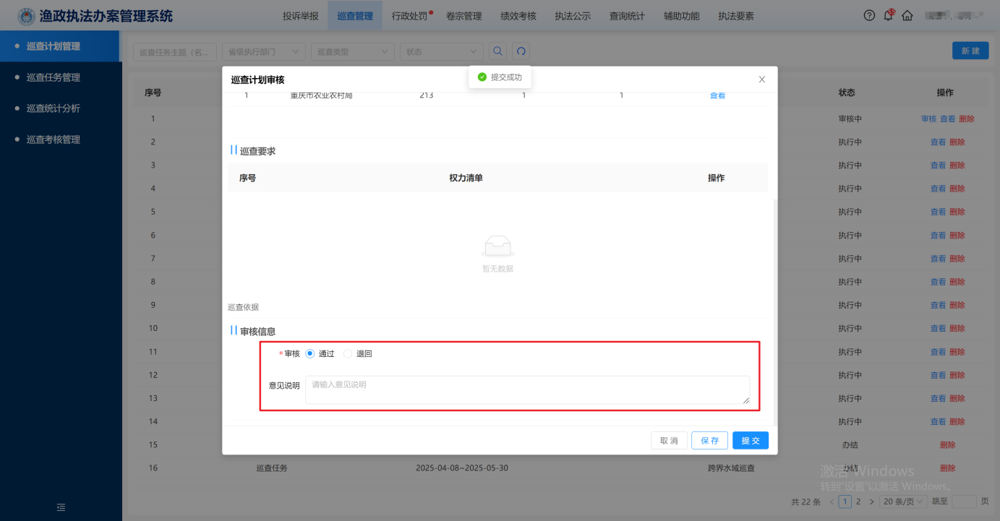 渔政执法办案管理系统 投诉举报 巡查管理 行政处罚 卷宗管理 绩效考核 执法公示 查询统计 辅助功能 执法要素 55
巡查计划管理
巡查任务管理
巡查统计分析
巡查考核管理
巡查任务主题（名... 省级执行部门 巡查类型 状态 新 建
提交成功
巡查计划审核
1 重庆市农业农村局 213 1 1 查看
巡查要求
序号 权力清单 操作
暂无数据
巡查依据
审核信息
*审核 通过 退回
意见说明 请输入意见说明
取 消 保 存 提 交
序号 状态 操作
1 审核中 审核 查看 删除
2 执行中 查看 删除
3 执行中 查看 删除
4 执行中 查看 删除
5 执行中 查看 删除
6 执行中 查看 删除
7 执行中 查看 删除
8 执行中 查看 删除
9 执行中 查看 删除
10 执行中 查看 删除
11 执行中 查看 删除
12 执行中 查看 删除
13 执行中 查看 删除
14 执行中 查看 删除
15 办结 删除
16 巡查任务 2025-04-08~2025-05-30 跨界水域巡查 办结 删除
激活 Windows
转到"设置"以激活 Windows。
共 22 条 < 1 2 > 20 条/页 跳至 页